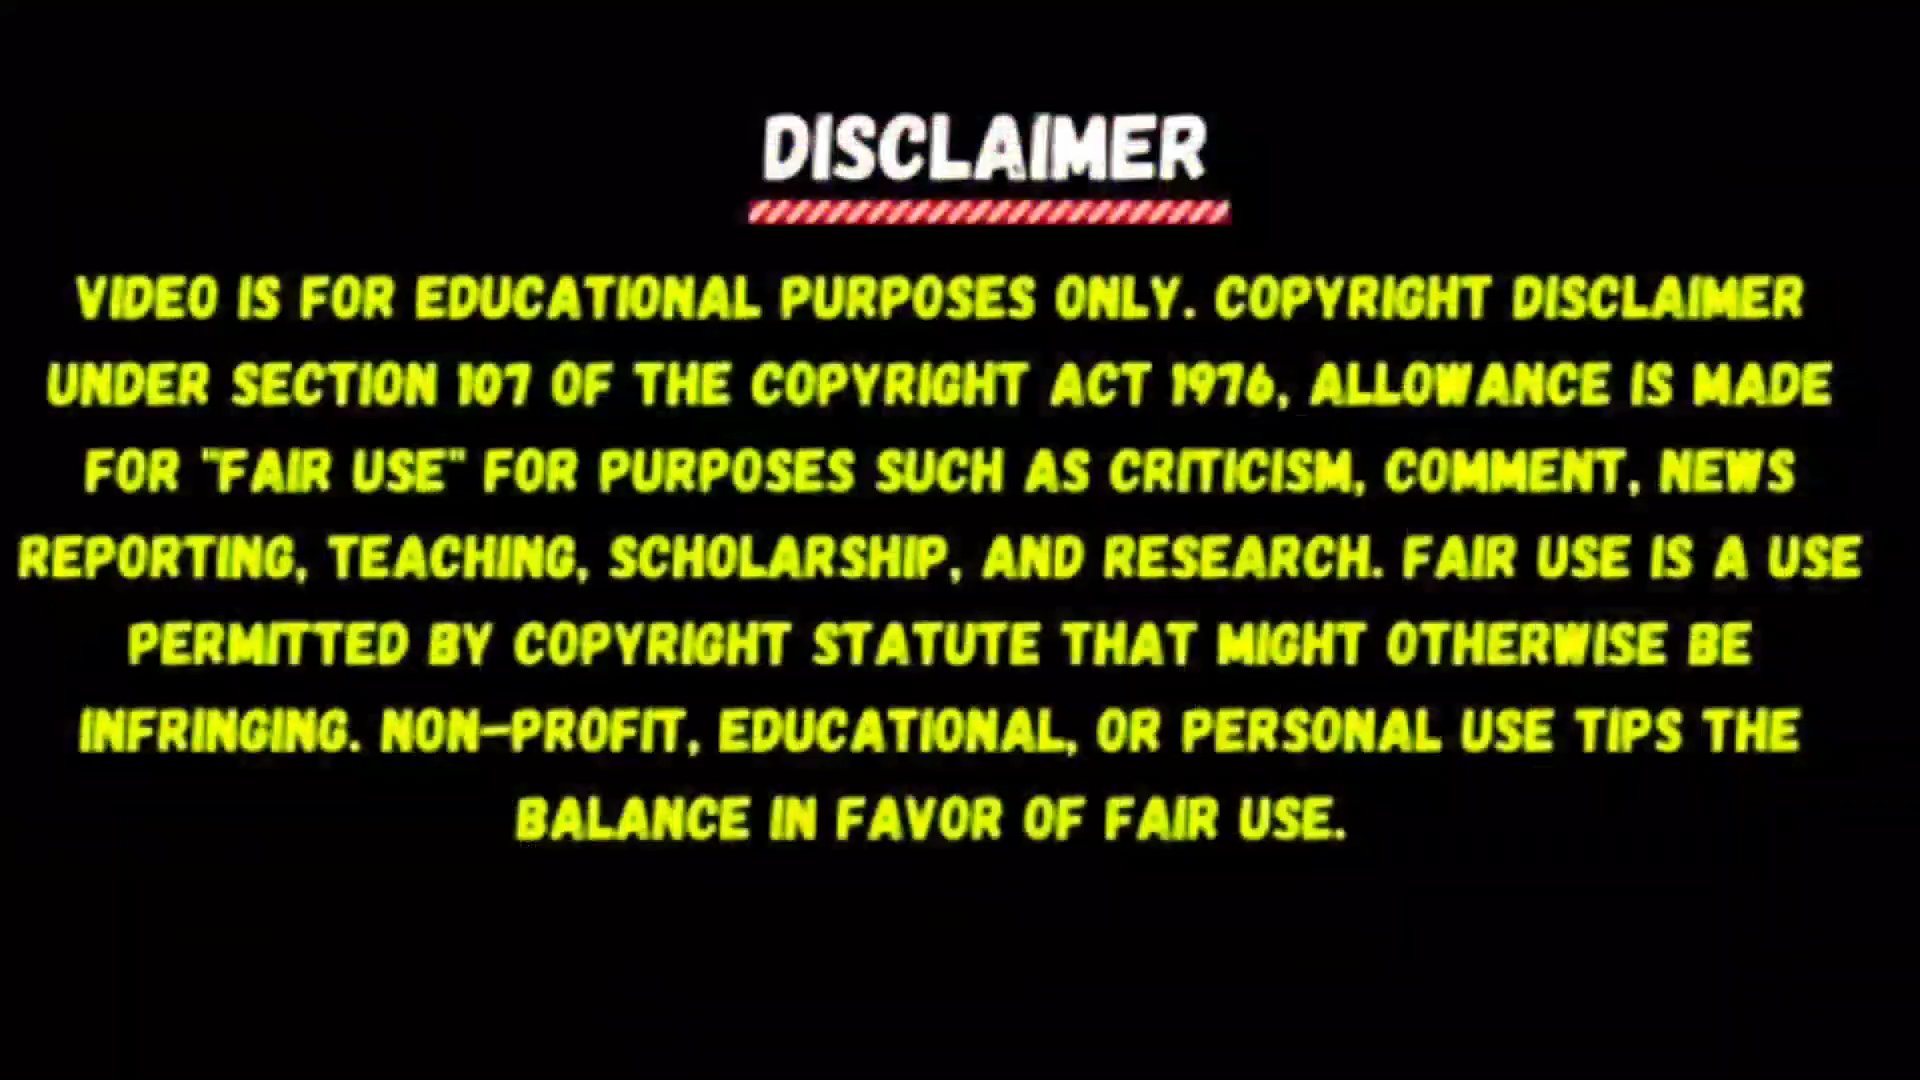 DISCLAIMER
VIDEO IS FOR EDUCATIONAL PURPOSES ONLY. COPYRIGHT DISCLAIMER
UNDER SECTION 107 OF THE COPYRIGHT ACT 1976, ALLOWANCE IS MADE
FOR "FAIR USE" FOR PURPOSES SUCH AS CRITICISM, COMMENT, NEWS
REPORTING, TEACHING, SCHOLARSHIP, AND RESEARCH. FAIR USE IS A USE
PERMITTED BY COPYRIGHT STATUTE THAT MIGHT OTHERWISE BE
INFRINGING. NON-PROFIT, EDUCATIONAL, OR PERSONAL USE TIPS THE
BALANCE IN FAVOR OF FAIR USE.